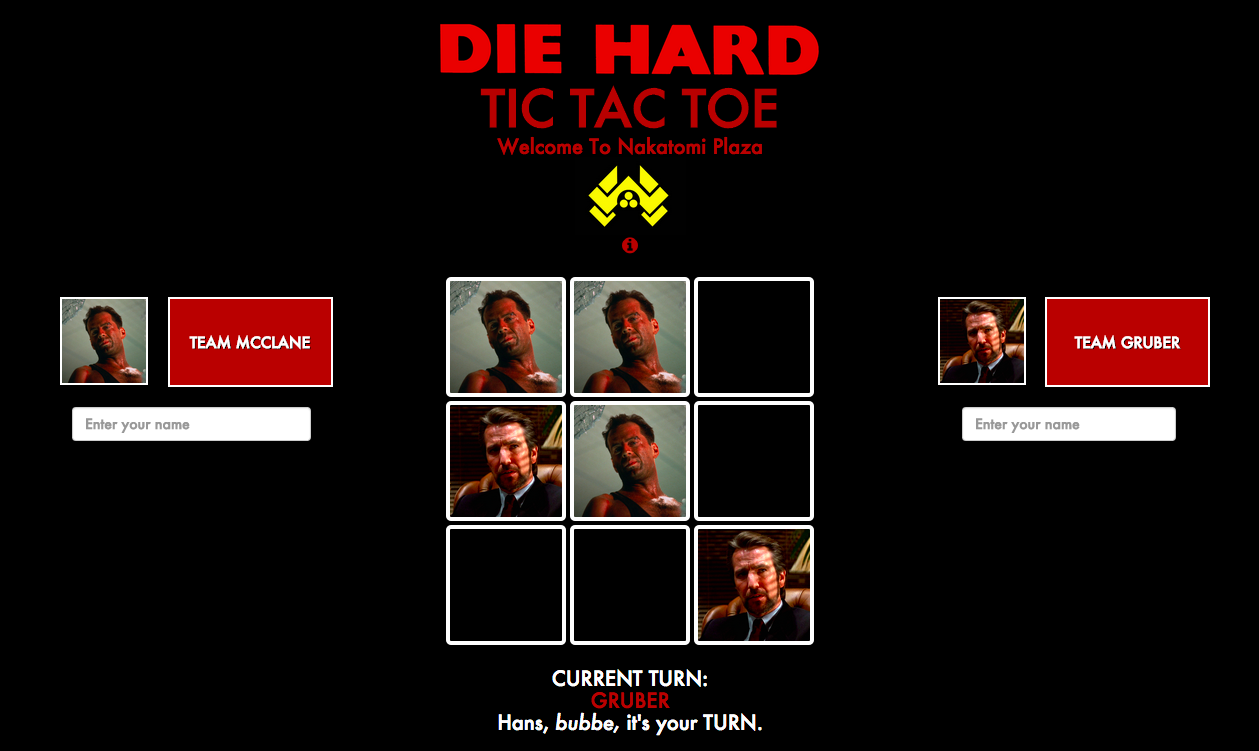 DIE HARD
TIC TAC TOE
Welcome To Nakatomi Plaza
i
TEAM MCCLANE
TEAM GRUBER
Enter your name
Enter your name
CURRENT TURN:
GRUBER
Hans, bubbe, it's your TURN.